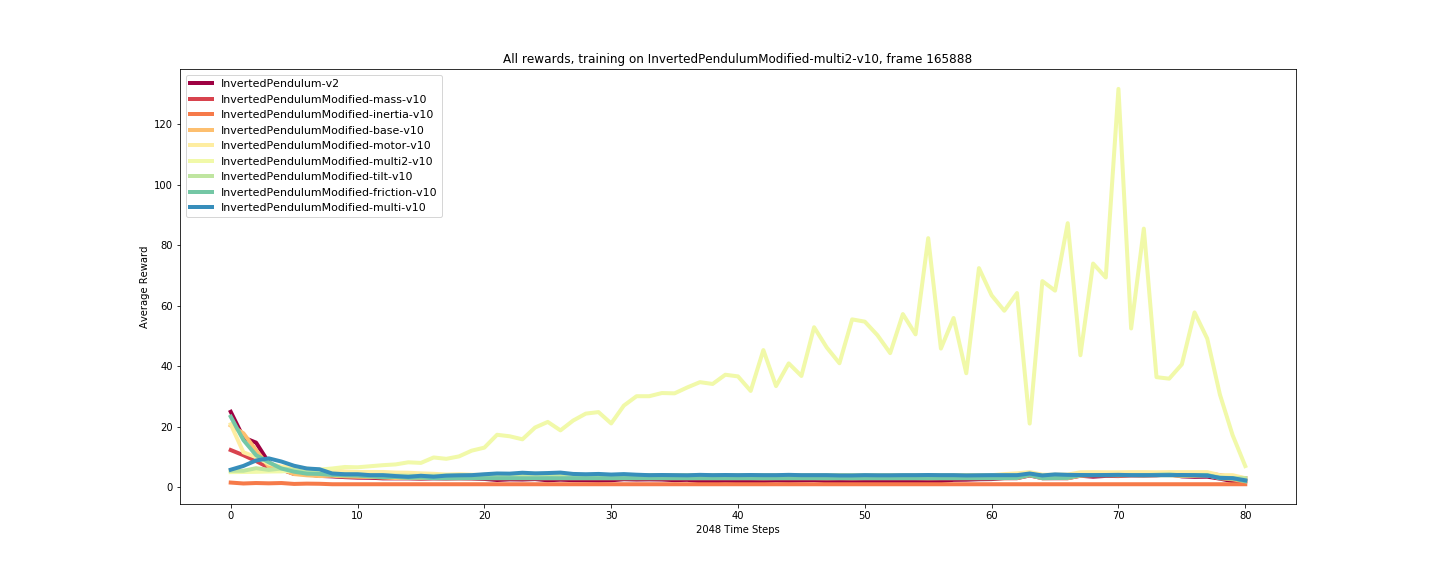 All rewards, training on InvertedPendulumModified-multi2-v10, frame 165888
InvertedPendulum-v2
InvertedPendulumModified-mass-v10
InvertedPendulumModified-inertia-v10
InvertedPendulumModified-base-v10
InvertedPendulumModified-motor-v10
InvertedPendulumModified-multi2-v10
InvertedPendulumModified-tilt-v10
InvertedPendulumModified-friction-v10
InvertedPendulumModified-multi-v10
Average Reward
120
100
80
60
40
20
0
0 10 20 30 40 50 60 70 80
2048 Time Steps